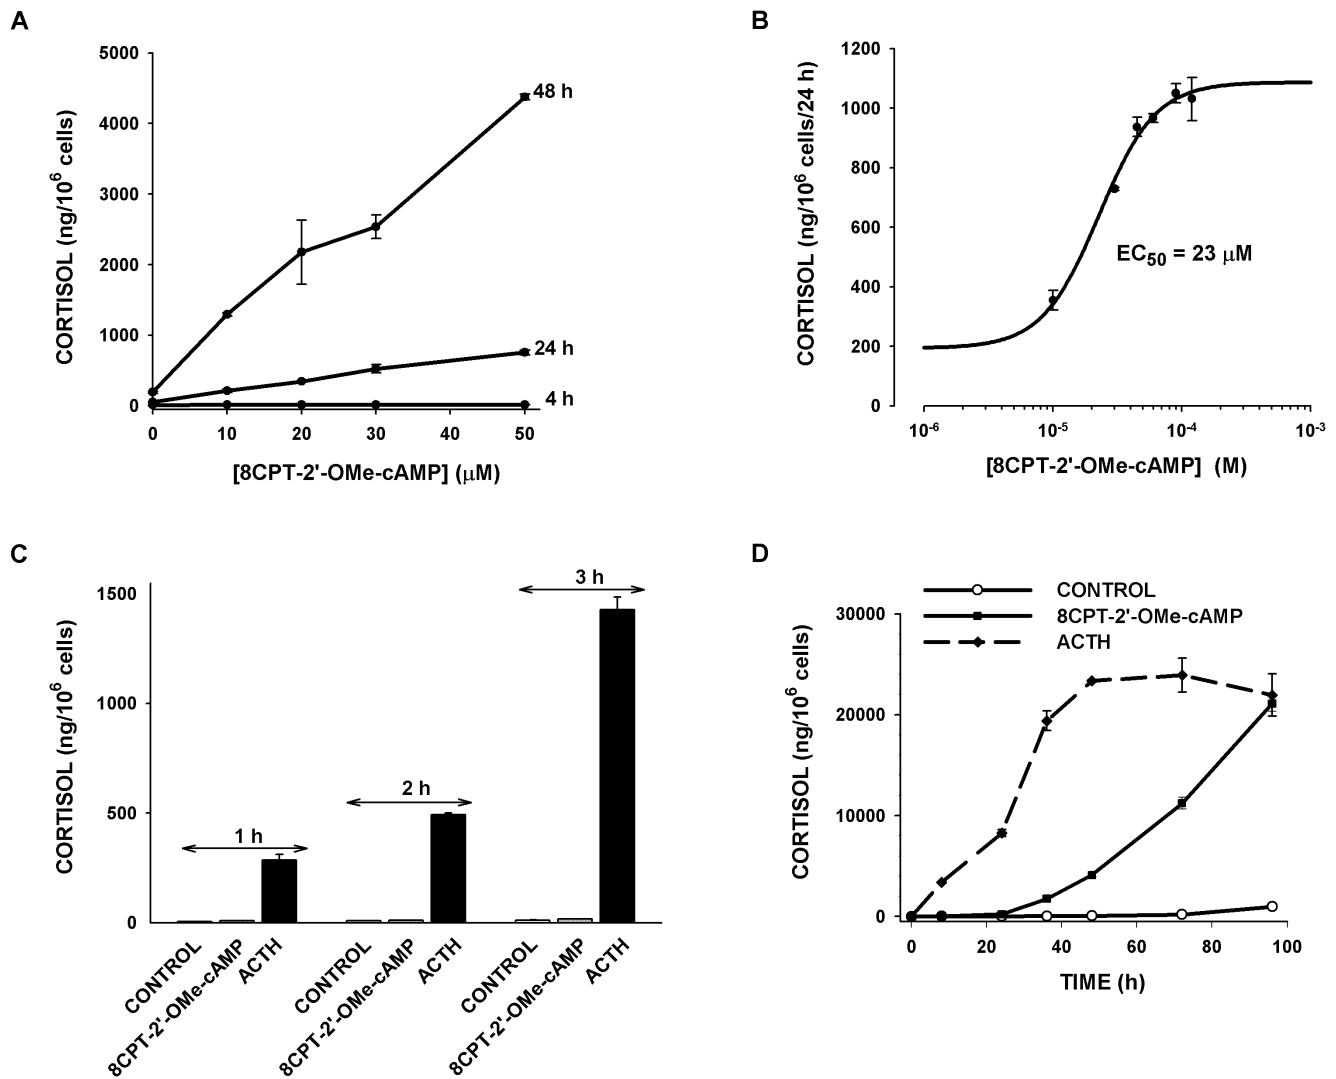 A
CORTISOL (ng/10⁶ cells)
5000
4000
3000
2000
1000
0
48 h
24 h
4 h
0 10 20 30 40 50
[8CPT-2'-OMe-cAMP] (μM)
B
CORTISOL (ng/10⁶ cells/24 h)
1200
1000
800
600
400
200
0
EC₅₀ = 23 μM
10⁻⁶ 10⁻⁵ 10⁻⁴ 10⁻³
[8CPT-2'-OMe-cAMP] (M)
C
CORTISOL (ng/10⁶ cells)
1500
1000
500
0
1 h
2 h
3 h
CONTROL
8CPT-2'-OMe-cAMP
ACTH
CONTROL
8CPT-2'-OMe-cAMP
ACTH
CONTROL
8CPT-2'-OMe-cAMP
ACTH
D
CONTROL
8CPT-2'-OMe-cAMP
ACTH
CORTISOL (ng/10⁶ cells)
30000
20000
10000
0
0 20 40 60 80 100
TIME (h)